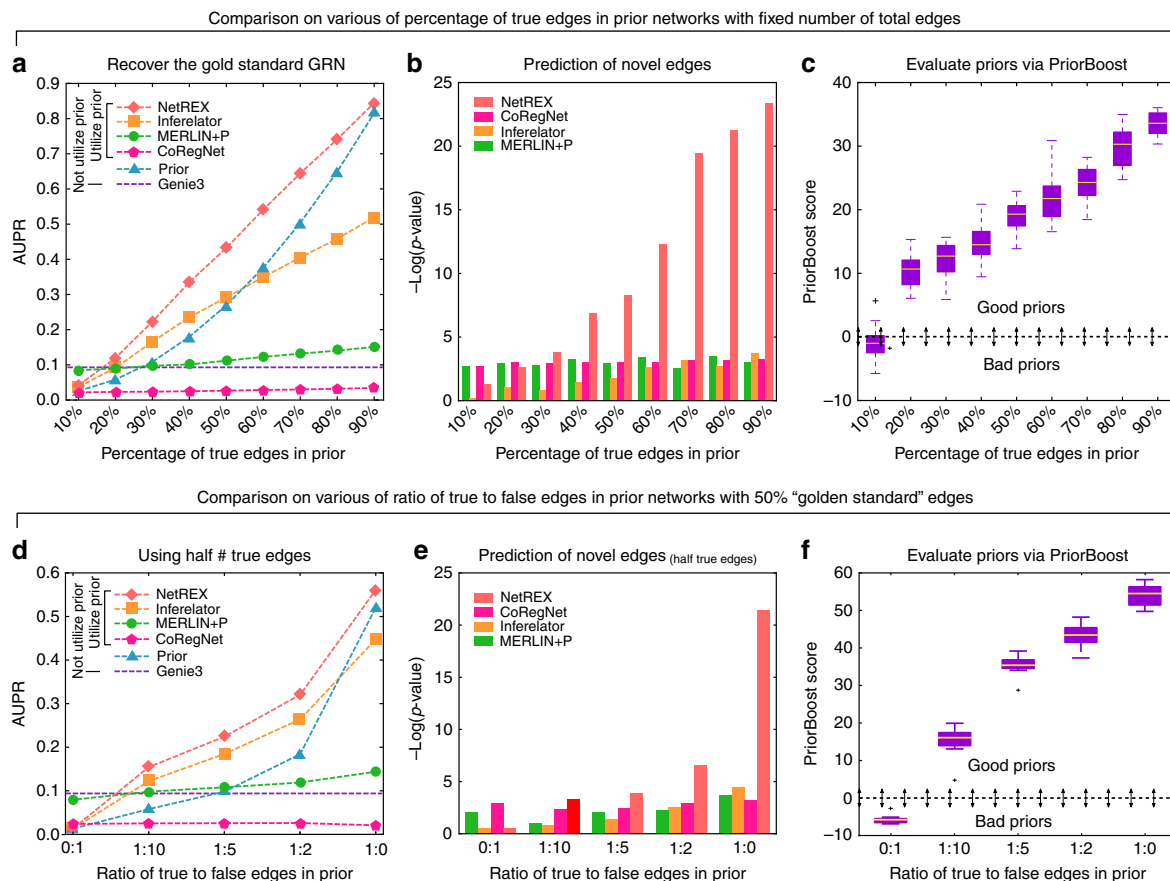 Comparison on various of percentage of true edges in prior networks with fixed number of total edges
a
Recover the gold standard GRN
0.9
0.8
0.7
0.6
0.5
0.4
0.3
0.2
0.1
0.0
AUPR
Not utilize prior
Utilize prior
NetREX
Inferelator
MERLIN+P
CoRegNet
Prior
Genie3
10%
20%
30%
40%
50%
60%
70%
80%
90%
Percentage of true edges in prior
b
Prediction of novel edges
25
20
15
10
5
0
–Log(p-value)
NetREX
CoRegNet
Inferelator
MERLIN+P
10%
20%
30%
40%
50%
60%
70%
80%
90%
Percentage of true edges in prior
c
Evaluate priors via PriorBoost
40
30
20
10
0
–10
PriorBoost score
Good priors
Bad priors
10%
20%
30%
40%
50%
60%
70%
80%
90%
Percentage of true edges in prior
Comparison on various of ratio of true to false edges in prior networks with 50% “golden standard” edges
d
Using half # true edges
0.6
0.5
0.4
0.3
0.2
0.1
0.0
AUPR
Not utilize prior
Utilize prior
NetREX
Inferelator
MERLIN+P
CoRegNet
Prior
Genie3
0:1
1:10
1:5
1:2
1:0
Ratio of true to false edges in prior
e
Prediction of novel edges (half true edges)
25
20
15
10
5
0
–Log(p-value)
NetREX
CoRegNet
Inferelator
MERLIN+P
0:1
1:10
1:5
1:2
1:0
Ratio of true to false edges in prior
f
Evaluate priors via PriorBoost
60
50
40
30
20
10
0
–10
PriorBoost score
Good priors
Bad priors
0:1
1:10
1:5
1:2
1:0
Ratio of true to false edges in prior